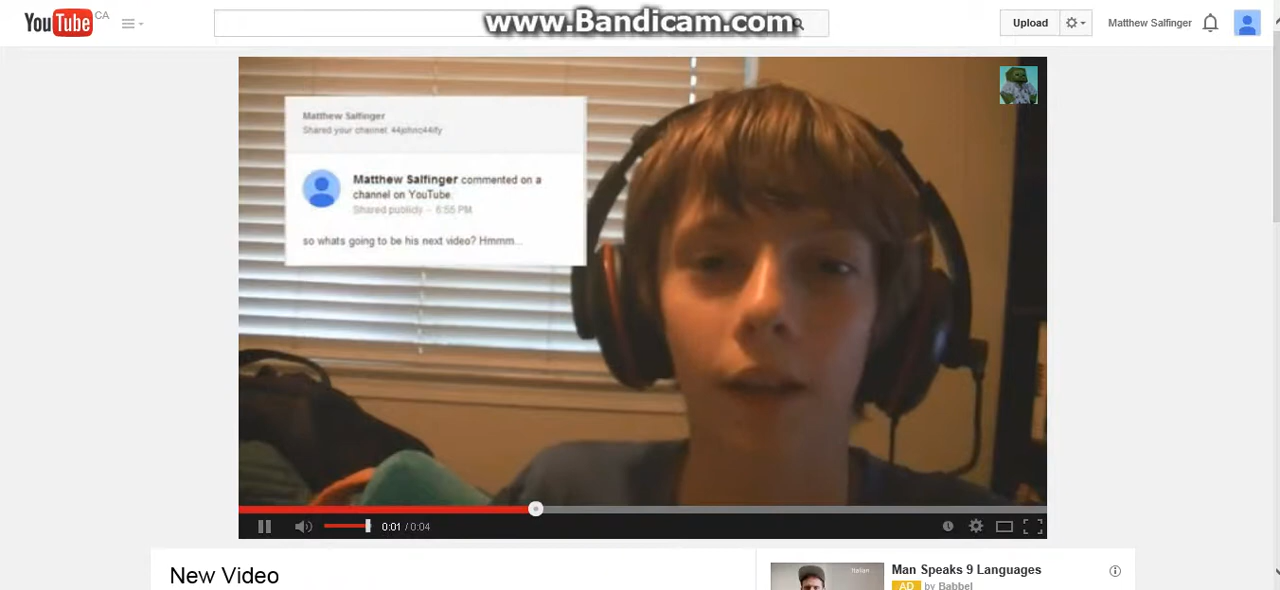 YouTube CA
www.Bandicam.com
Upload
Matthew Salfinger
Matthew Salfinger
Shared your channel: 44johnc44ify
Matthew Salfinger commented on a
channel on YouTube.
Shared publicly - 6:55 PM
so whats going to be his next video? Hmmm...
0:01 / 0:04
New Video
Italian
Man Speaks 9 Languages
AD by Babbel